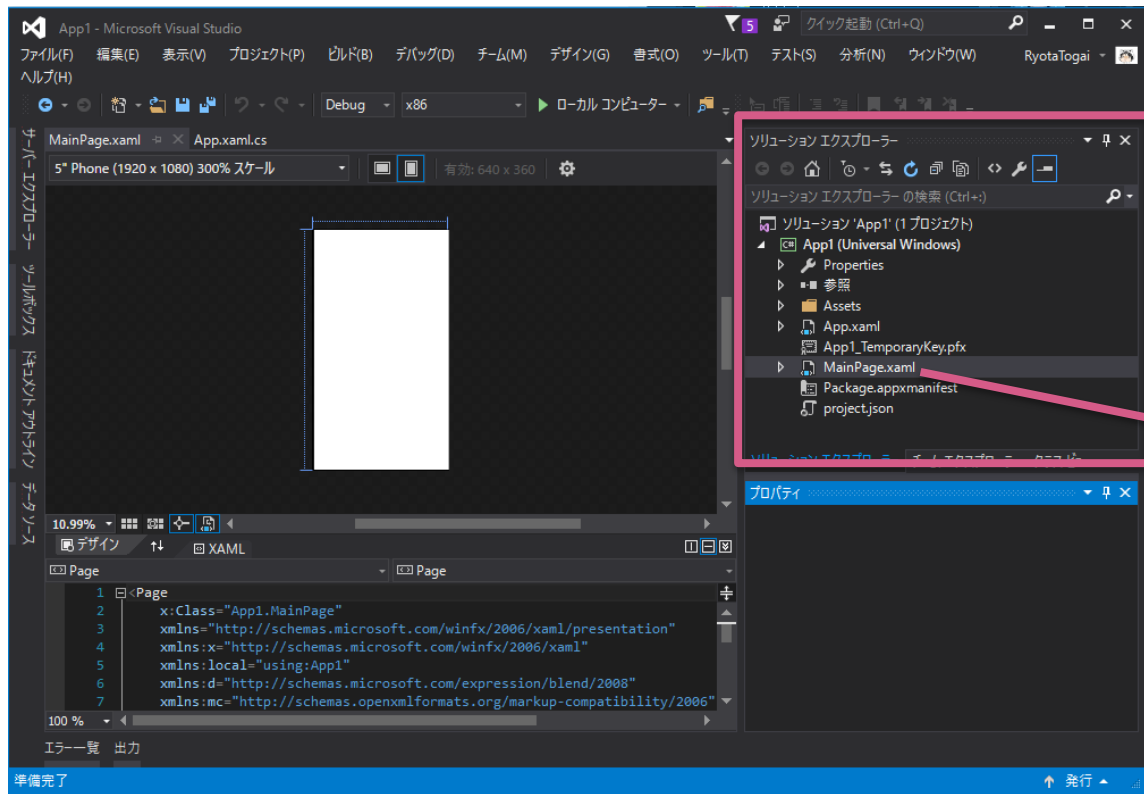 App1 - Microsoft Visual Studio
5
クイック起動 (Ctrl+Q)
ファイル(F) 編集(E) 表示(V) プロジェクト(P) ビルド(B) デバッグ(D) チーム(M) デザイン(G) 書式(O) ツール(T) テスト(S) 分析(N) ウィンドウ(W) RyotaTogai
ヘルプ(H)
Debug x86 ローカル コンピューター
サーバー エクスプローラー
ツールボックス
ドキュメント アウトライン
データ ソース
MainPage.xaml App.xaml.cs
5" Phone (1920 x 1080) 300% スケール 有効: 640 x 360
10.99%
デザイン XAML
Page Page
1 <Page
2 x:Class="App1.MainPage"
3 xmlns="http://schemas.microsoft.com/winfx/2006/xaml/presentation"
4 xmlns:x="http://schemas.microsoft.com/winfx/2006/xaml"
5 xmlns:local="using:App1"
6 xmlns:d="http://schemas.microsoft.com/expression/blend/2008"
7 xmlns:mc="http://schemas.openxmlformats.org/markup-compatibility/2006"
100 %
ソリューション エクスプローラー
ソリューション エクスプローラー の検索 (Ctrl+:)
ソリューション 'App1' (1 プロジェクト)
C# App1 (Universal Windows)
Properties
参照
Assets
App.xaml
App1_TemporaryKey.pfx
MainPage.xaml
Package.appxmanifest
project.json
プロパティ
エラー一覧 出力
準備完了 発行